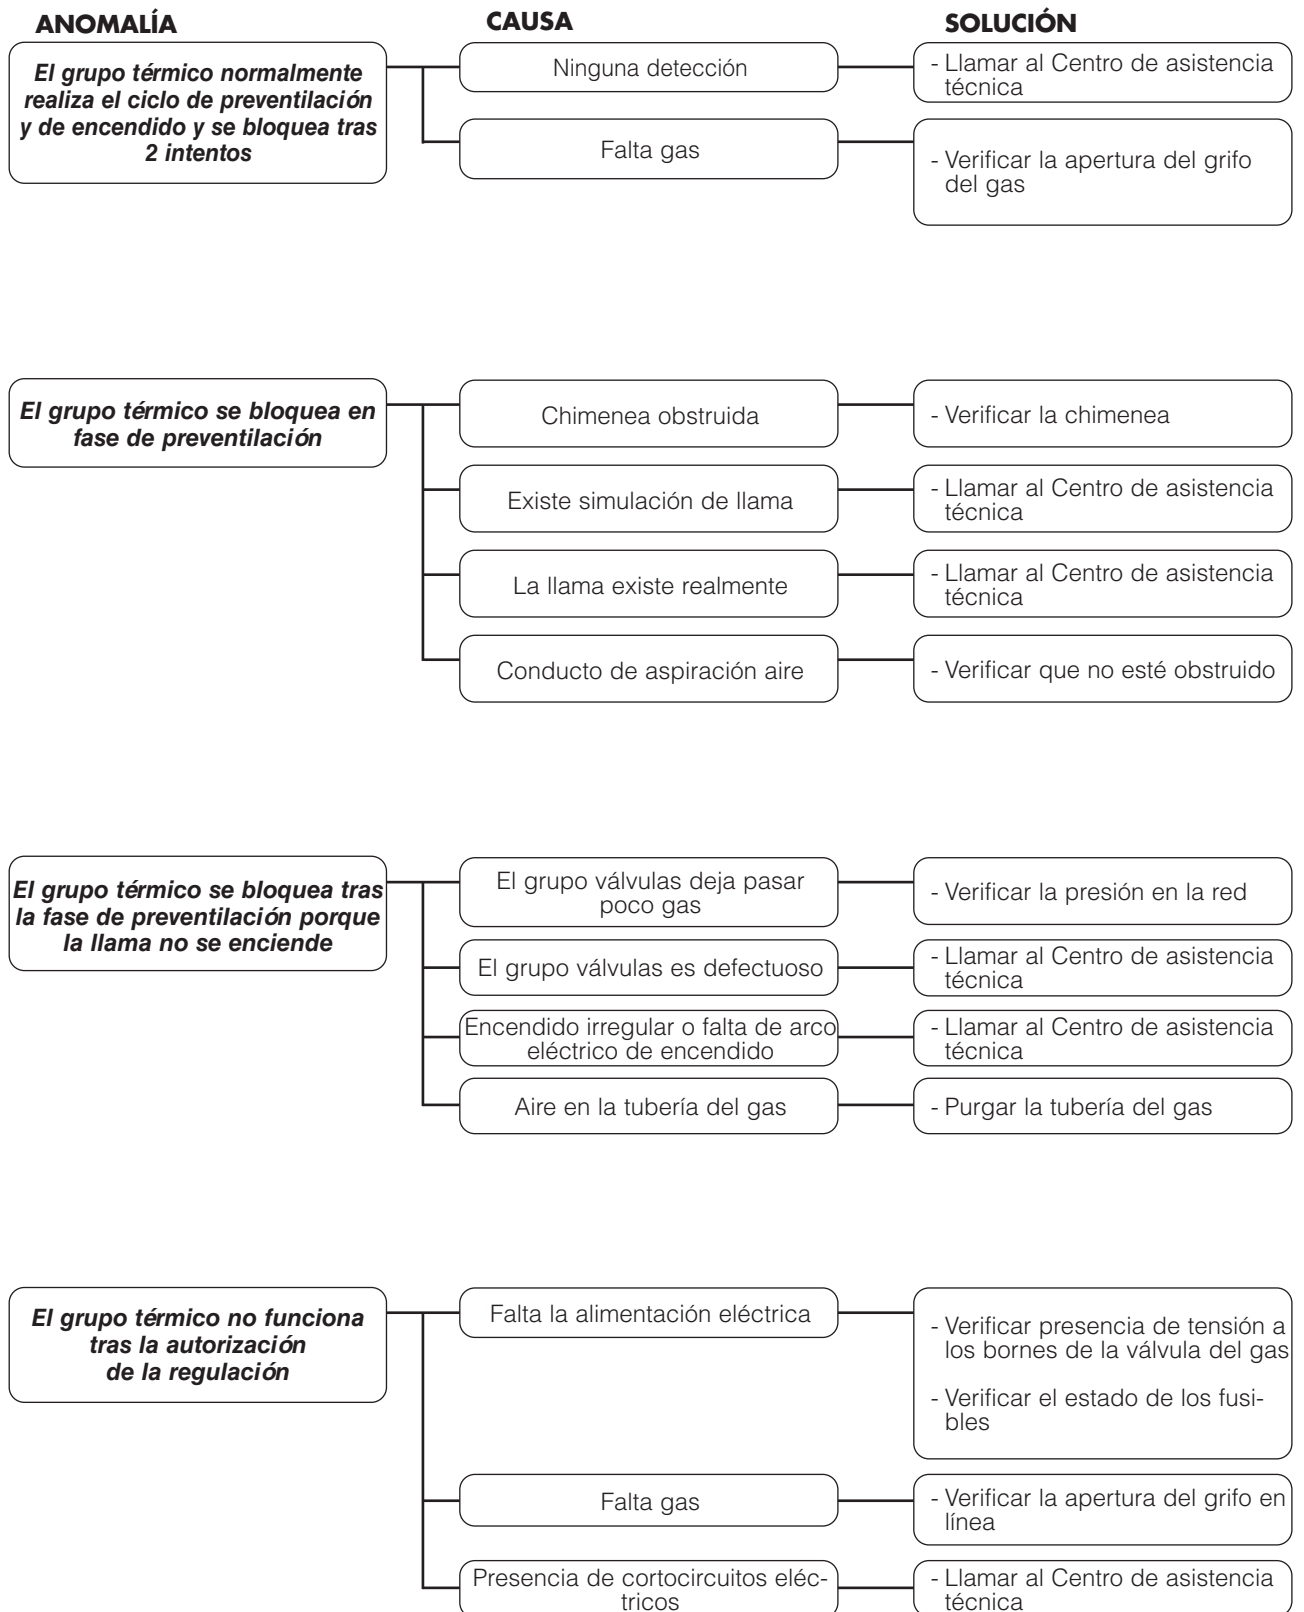 ANOMALÍA
CAUSA
SOLUCIÓN
El grupo térmico normalmente
realiza el ciclo de preventilación
y de encendido y se bloquea tras
2 intentos
Ninguna detección
- Llamar al Centro de asistencia
técnica
Falta gas
- Verificar la apertura del grifo
del gas
El grupo térmico se bloquea en
fase de preventilación
Chimenea obstruida
- Verificar la chimenea
Existe simulación de llama
- Llamar al Centro de asistencia
técnica
La llama existe realmente
- Llamar al Centro de asistencia
técnica
Conducto de aspiración aire
- Verificar que no esté obstruido
El grupo térmico se bloquea tras
la fase de preventilación porque
la llama no se enciende
El grupo válvulas deja pasar
poco gas
- Verificar la presión en la red
El grupo válvulas es defectuoso
- Llamar al Centro de asistencia
técnica
Encendido irregular o falta de arco
eléctrico de encendido
- Llamar al Centro de asistencia
técnica
Aire en la tubería del gas
- Purgar la tubería del gas
El grupo térmico no funciona
tras la autorización
de la regulación
Falta la alimentación eléctrica
- Verificar presencia de tensión a
los bornes de la válvula del gas
- Verificar el estado de los fusi-
bles
Falta gas
- Verificar la apertura del grifo en
línea
Presencia de cortocircuitos eléc-
tricos
- Llamar al Centro de asistencia
técnica